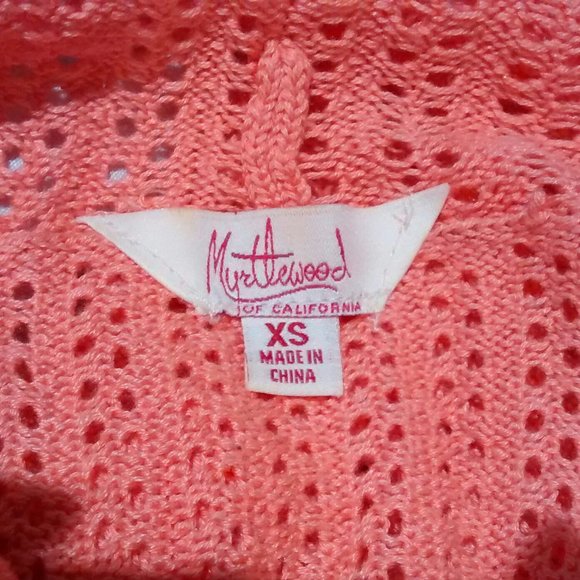 Myrtlewood
OF CALIFORNIA
XS
MADE IN
CHINA